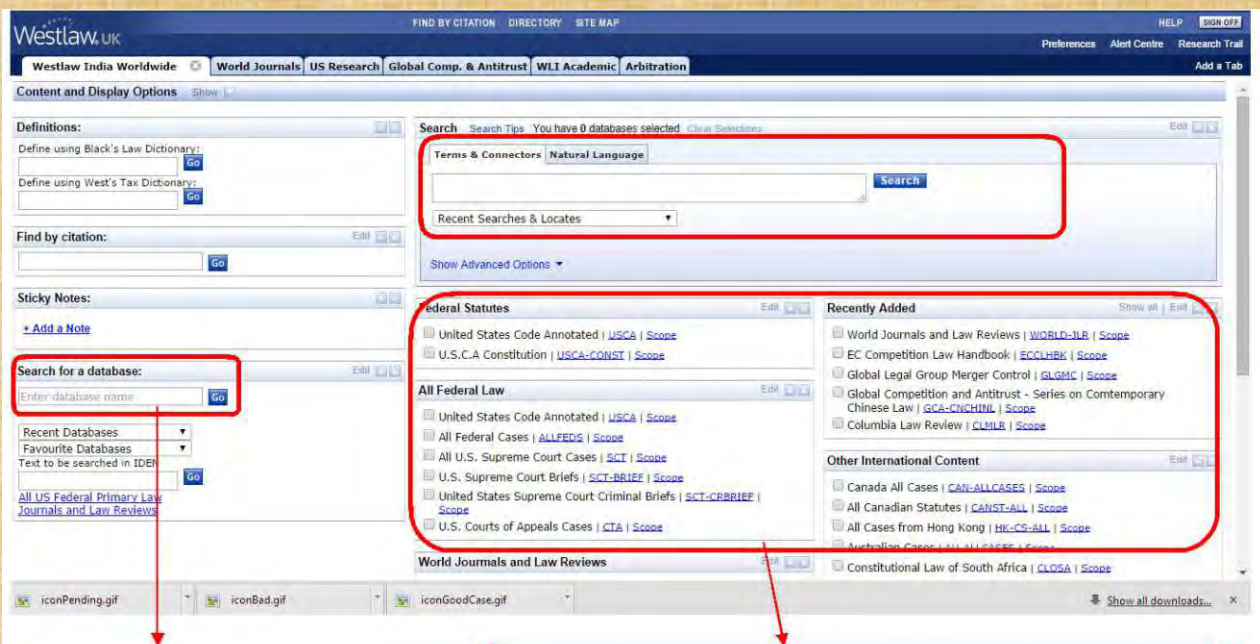 Westlaw. UK
FIND BY CITATION DIRECTORY SITE MAP
HELP SIGN OFF
Preferences Alert Centre Research Trail
Westlaw India Worldwide World Journals US Research Global Comp. & Antitrust WLI Academic Arbitration
Add a Tab
Content and Display Options Show
Definitions:
Define using Black's Law Dictionary:
Go
Define using West's Tax Dictionary:
Go
Find by citation: Edit
Go
Sticky Notes:
+ Add a Note
Search for a database: Edit
Enter database name Go
Recent Databases
Favourite Databases
Text to be searched in IDEN
Go
All US Federal Primary Law
Journals and Law Reviews
Search Search Tips You have 0 databases selected Clear Selections Edit
Terms & Connectors Natural Language
Search
Recent Searches & Locates
Show Advanced Options
Federal Statutes Edit
United States Code Annotated | USCA | Scope
U.S.C.A Constitution | USCA-CONST | Scope
All Federal Law Edit
United States Code Annotated | USCA | Scope
All Federal Cases | ALLFEDS | Scope
All U.S. Supreme Court Cases | SCT | Scope
U.S. Supreme Court Briefs | SCT-BRIEF | Scope
United States Supreme Court Criminal Briefs | SCT-CRBRIEF |
Scope
U.S. Courts of Appeals Cases | CTA | Scope
World Joumals and Law Reviews Edit
Recently Added Show all | Edit
World Journals and Law Reviews | WORLD-JLR | Scope
EC Competition Law Handbook | ECCLHBK | Scope
Global Legal Group Merger Control | GLGMC | Scope
Global Competition and Antitrust - Series on Comtemporary
Chinese Law | GCA-CNCHINL | Scope
Columbia Law Review | CLMLR | Scope
Other International Content Edit
Canada All Cases | CAN-ALLCASES | Scope
All Canadian Statutes | CANST-ALL | Scope
All Cases from Hong Kong | HK-CS-ALL | Scope
Australian Cases | Scope
Constitutional Law of South Africa | CLOSA | Scope
iconPending.gif iconBad.gif iconGoodCase.gif
Show all downloads...